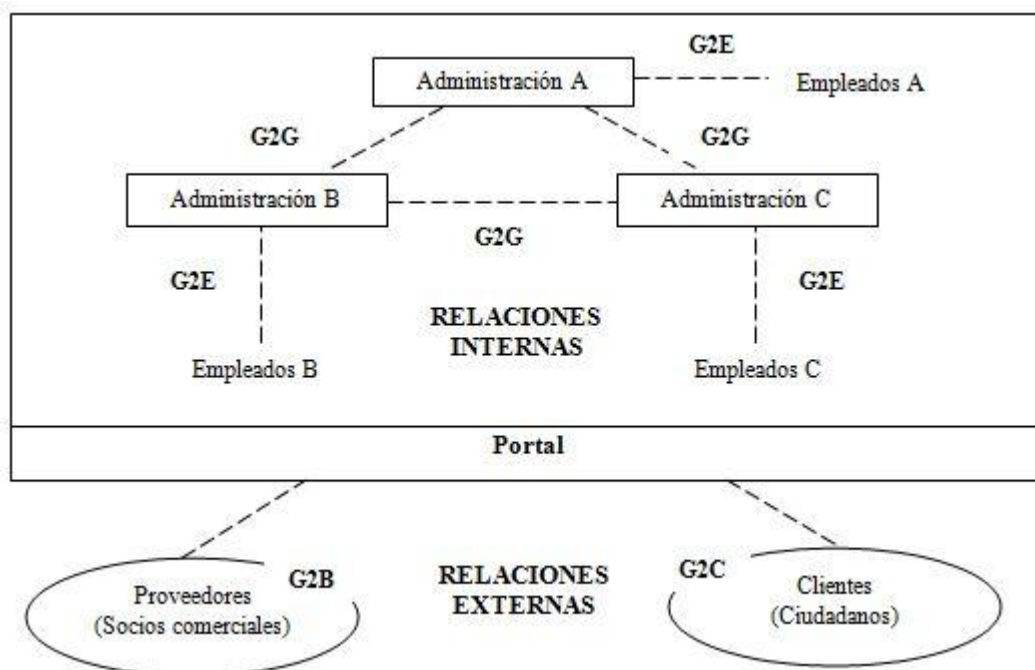 G2E
Administración A
Empleados A
G2G
G2G
Administración B
Administración C
G2G
G2E
G2E
RELACIONES
INTERNAS
Empleados B
Empleados C
Portal
G2B
Proveedores
(Socios comerciales)
RELACIONES
EXTERNAS
G2C
Clientes
(Ciudadanos)